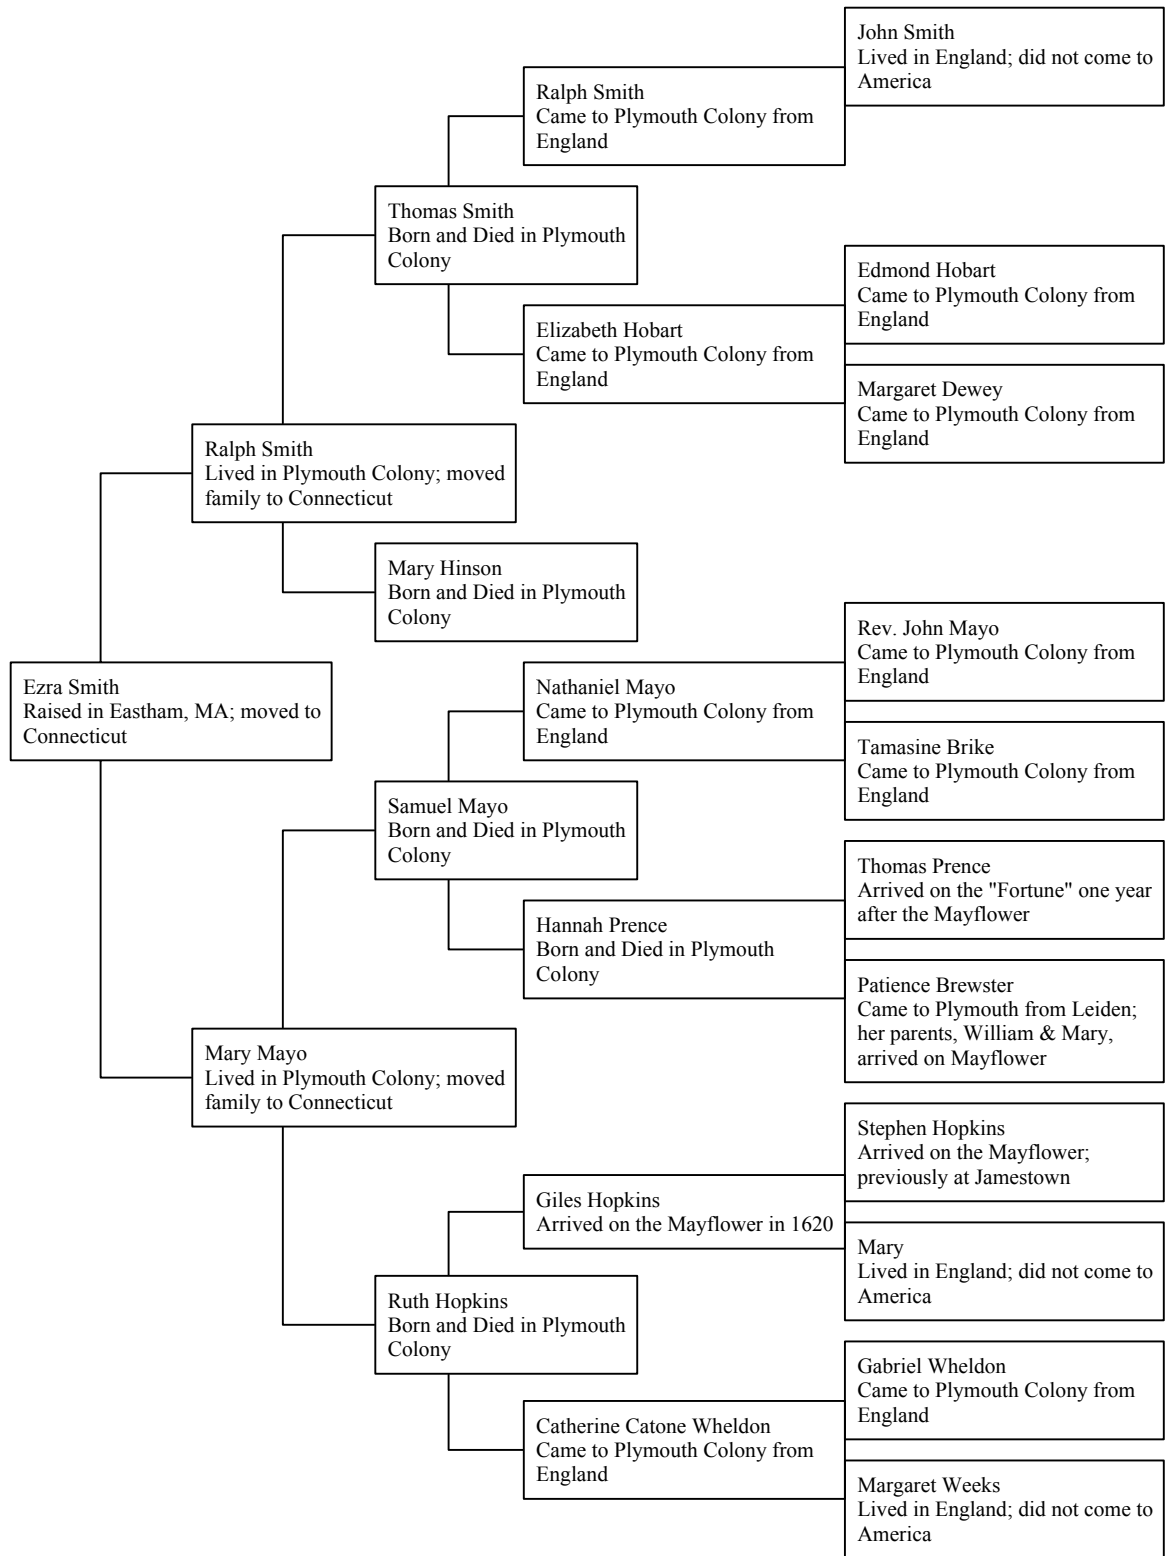 John Smith
Lived in England; did not come to
America
Ralph Smith
Came to Plymouth Colony from
England
Thomas Smith
Born and Died in Plymouth
Colony
Edmond Hobart
Came to Plymouth Colony from
England
Elizabeth Hobart
Came to Plymouth Colony from
England
Margaret Dewey
Came to Plymouth Colony from
England
Ralph Smith
Lived in Plymouth Colony; moved
family to Connecticut
Mary Hinson
Born and Died in Plymouth
Colony
Rev. John Mayo
Came to Plymouth Colony from
England
Ezra Smith
Raised in Eastham, MA; moved to
Connecticut
Nathaniel Mayo
Came to Plymouth Colony from
England
Tamasine Brike
Came to Plymouth Colony from
England
Samuel Mayo
Born and Died in Plymouth
Colony
Thomas Prence
Arrived on the "Fortune" one year
after the Mayflower
Hannah Prence
Born and Died in Plymouth
Colony
Patience Brewster
Came to Plymouth from Leiden;
her parents, William & Mary,
arrived on Mayflower
Mary Mayo
Lived in Plymouth Colony; moved
family to Connecticut
Stephen Hopkins
Arrived on the Mayflower;
previously at Jamestown
Giles Hopkins
Arrived on the Mayflower in 1620
Mary
Lived in England; did not come to
America
Ruth Hopkins
Born and Died in Plymouth
Colony
Gabriel Wheldon
Came to Plymouth Colony from
England
Catherine Catone Wheldon
Came to Plymouth Colony from
England
Margaret Weeks
Lived in England; did not come to
America